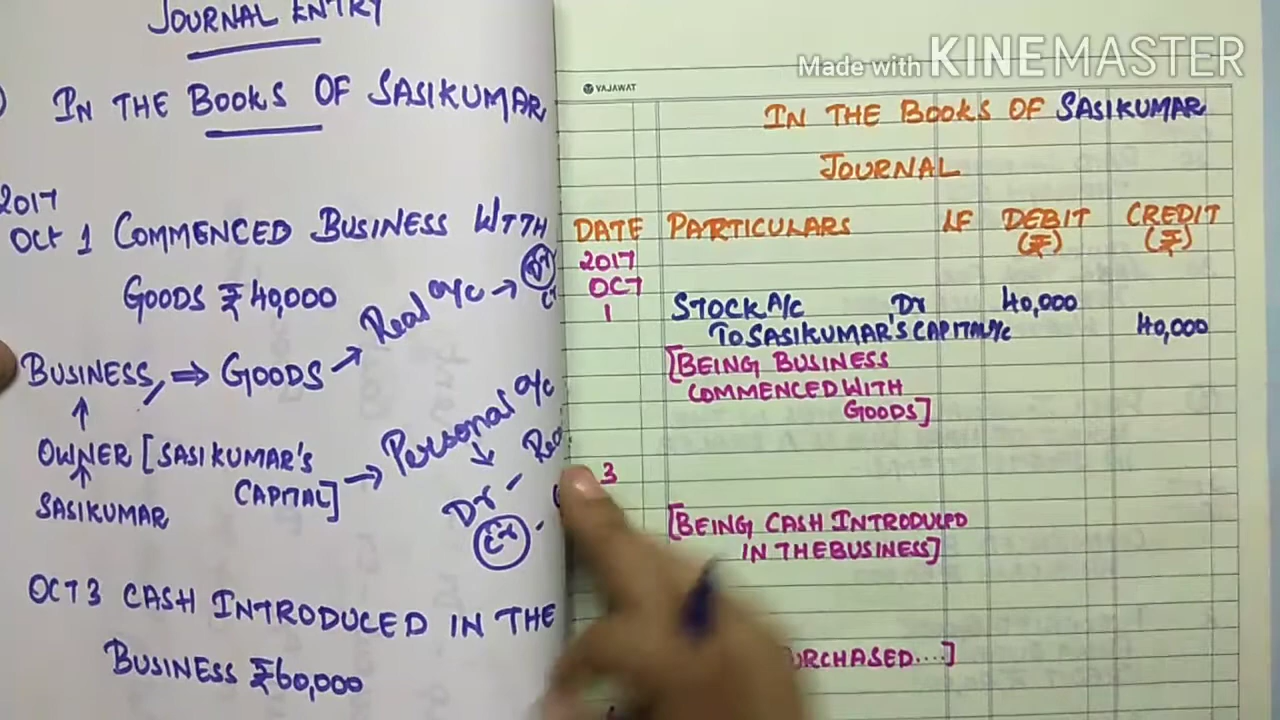 Made with KINEMASTER
JOURNAL ENTRY
IN THE BOOKS OF SASIKUMAR
2017
Oct 1 COMMENCED BUSINESS WITH
GOODS ₹40,000
BUSINESS, ⇒ GOODS → Real a/c → Dr
Cr
OWNER [SASIKUMAR'S
CAPITAL] → Personal a/c
SASIKUMAR
Dr -
Cr -
OCT 3 CASH INTRODUCED IN THE
BUSINESS ₹60,000
VAJAWAT
IN THE BOOKS OF SASIKUMAR
JOURNAL
DATE PARTICULARS LF DEBIT CREDIT
(₹) (₹)
2017
OCT
1 STOCK A/c Dr 40,000
TO SASIKUMAR'S CAPITAL A/c 40,000
[BEING BUSINESS
COMMENCED WITH
GOODS]
3
[BEING CASH INTRODUCED
IN THE BUSINESS]
URCHASED....]